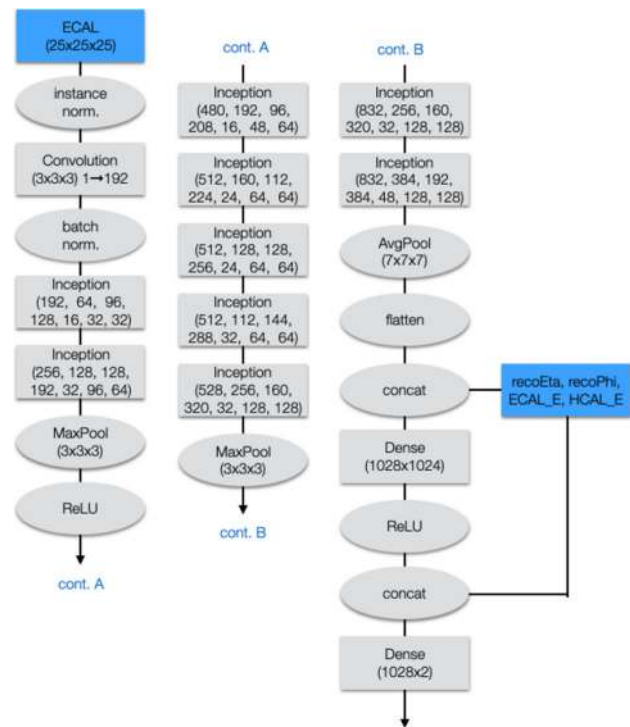 ECAL
(25x25x25)
instance
norm.
Convolution
(3x3x3) 1→192
batch
norm.
Inception
(192, 64, 96,
128, 16, 32, 32)
Inception
(256, 128, 128,
192, 32, 96, 64)
MaxPool
(3x3x3)
ReLU
cont. A
cont. A
Inception
(480, 192, 96,
208, 16, 48, 64)
Inception
(512, 160, 112,
224, 24, 64, 64)
Inception
(512, 128, 128,
256, 24, 64, 64)
Inception
(512, 112, 144,
288, 32, 64, 64)
Inception
(528, 256, 160,
320, 32, 128, 128)
MaxPool
(3x3x3)
cont. B
cont. B
Inception
(832, 256, 160,
320, 32, 128, 128)
Inception
(832, 384, 192,
384, 48, 128, 128)
AvgPool
(7x7x7)
flatten
concat
recoEta, recoPhi,
ECAL_E, HCAL_E
Dense
(1028x1024)
ReLU
concat
Dense
(1028x2)